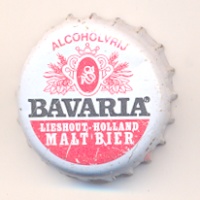 ALCOHOLVRIJ
BAVARIA®
LIESHOUT-HOLLAND
MALT BIER